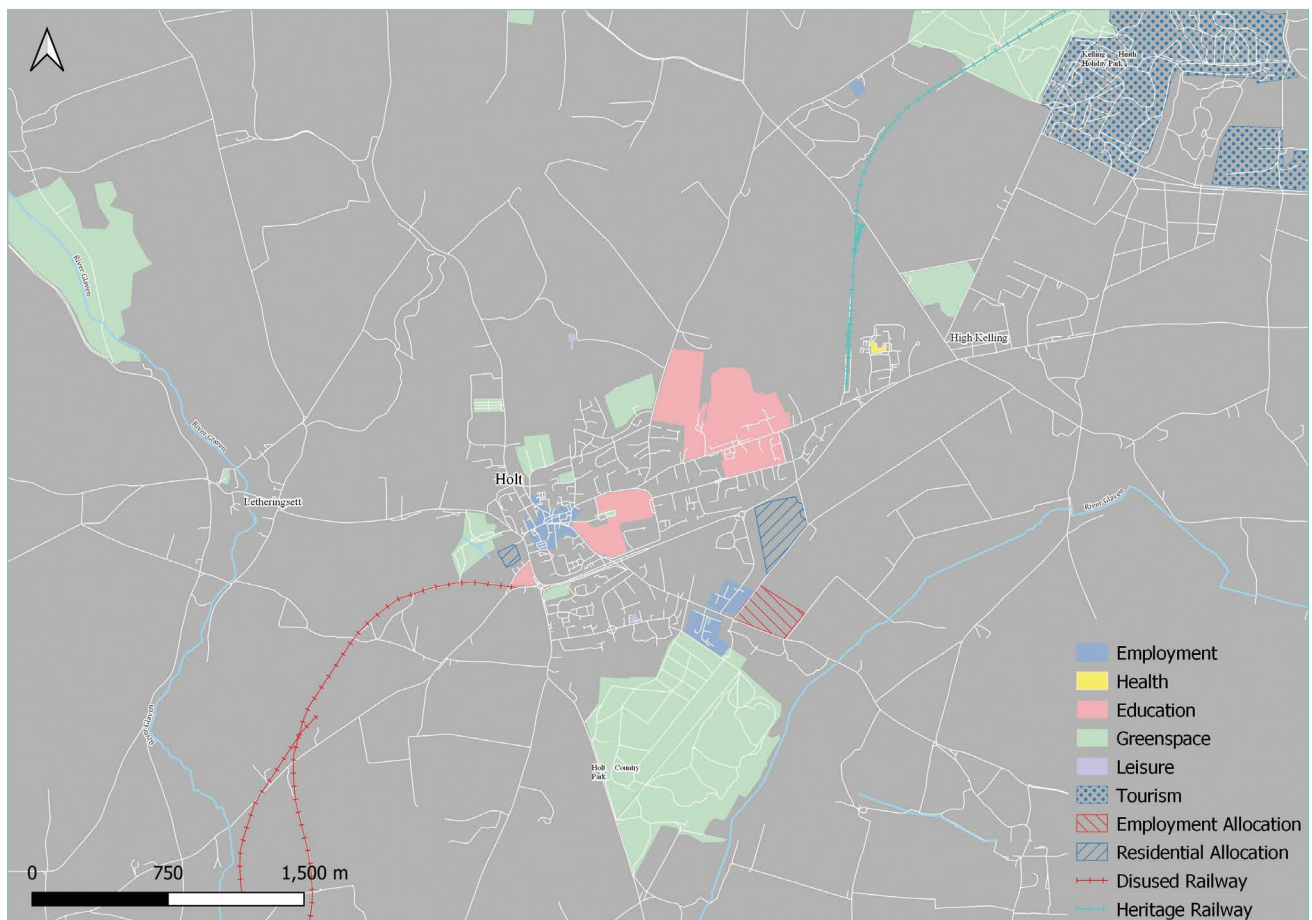 Kelling Heath
Holiday Park
River Glaven
River Glaven
High Kelling
Holt
Letheringsett
River Glaven
River Glaven
Holt Country
Park
Employment
Health
Education
Greenspace
Leisure
Tourism
Employment Allocation
Residential Allocation
Disused Railway
Heritage Railway
0 750 1,500 m